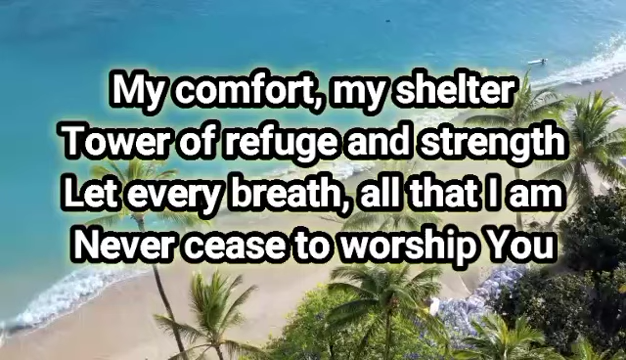 My comfort, my shelter
Tower of refuge and strength
Let every breath, all that I am
Never cease to worship You